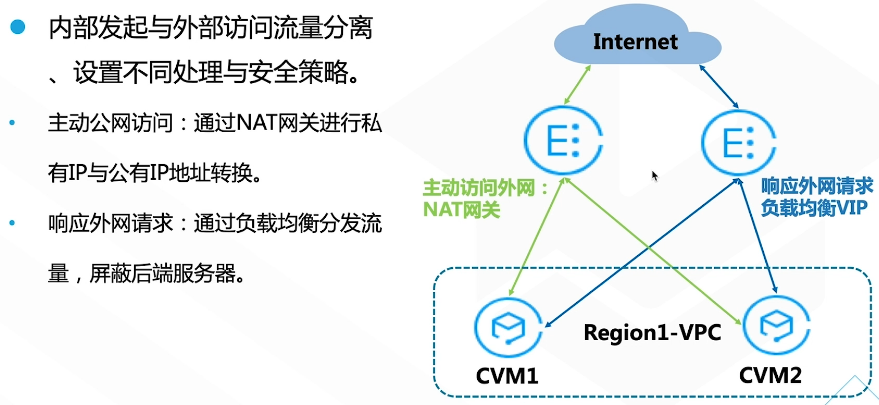 内部发起与外部访问流量分离
、设置不同处理与安全策略。
主动公网访问：通过NAT网关进行私
有IP与公有IP地址转换。
响应外网请求：通过负载均衡分发流
量，屏蔽后端服务器。
Internet
E
E
主动访问外网：
NAT网关
响应外网请求
负载均衡VIP
Region1-VPC
CVM1
CVM2